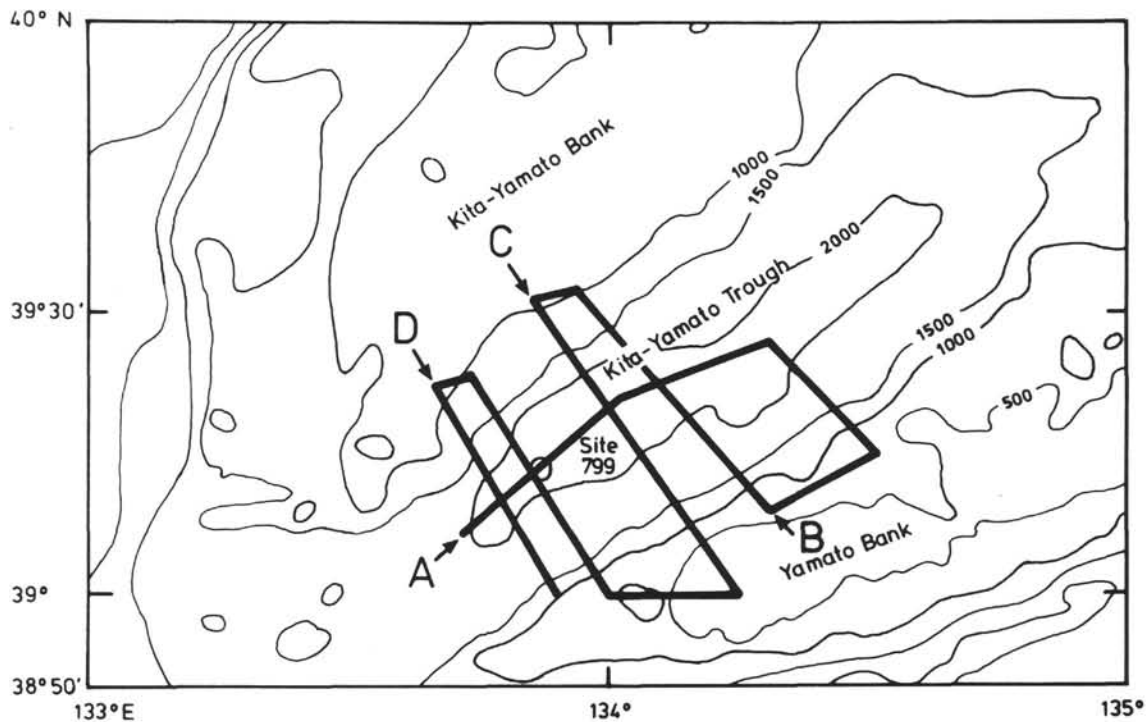 40° N
Kita-Yamato Bank
1000
1500
2000
C
Kita-Yamato Trough
39°30'
D
1500
1000
500
Site
799
A
B
Yamato Bank
39°
38°50'
133°E
134°
135°